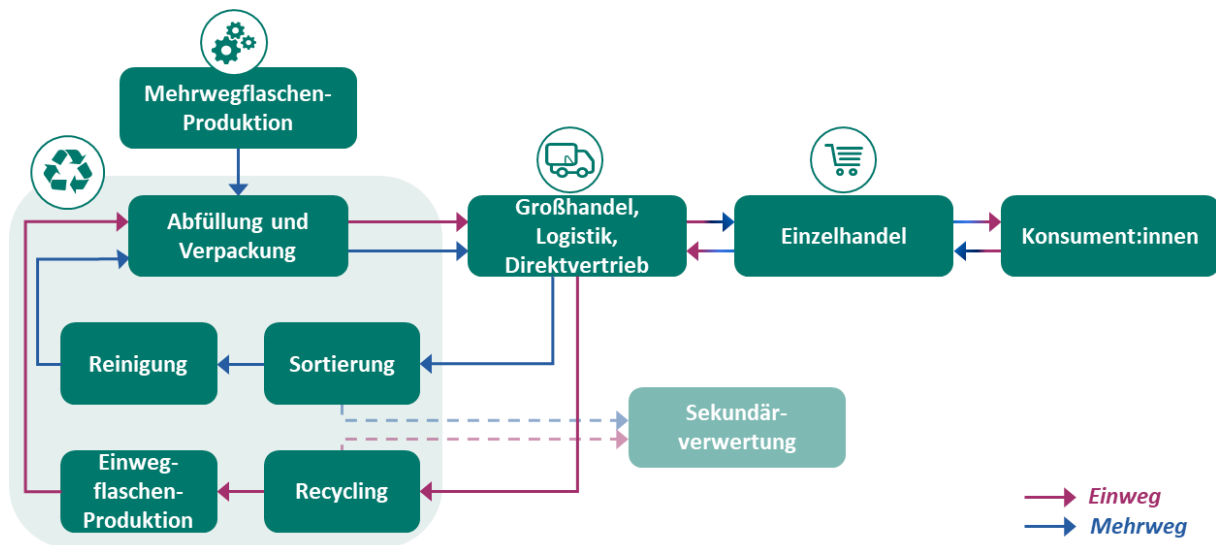 Mehrwegflaschen-
Produktion
Abfüllung und
Verpackung
Großhandel,
Logistik,
Direktvertrieb
Einzelhandel
Konsument:innen
Reinigung
Sortierung
Sekundär-
verwertung
Einweg-
flaschen-
Produktion
Recycling
Einweg
Mehrweg